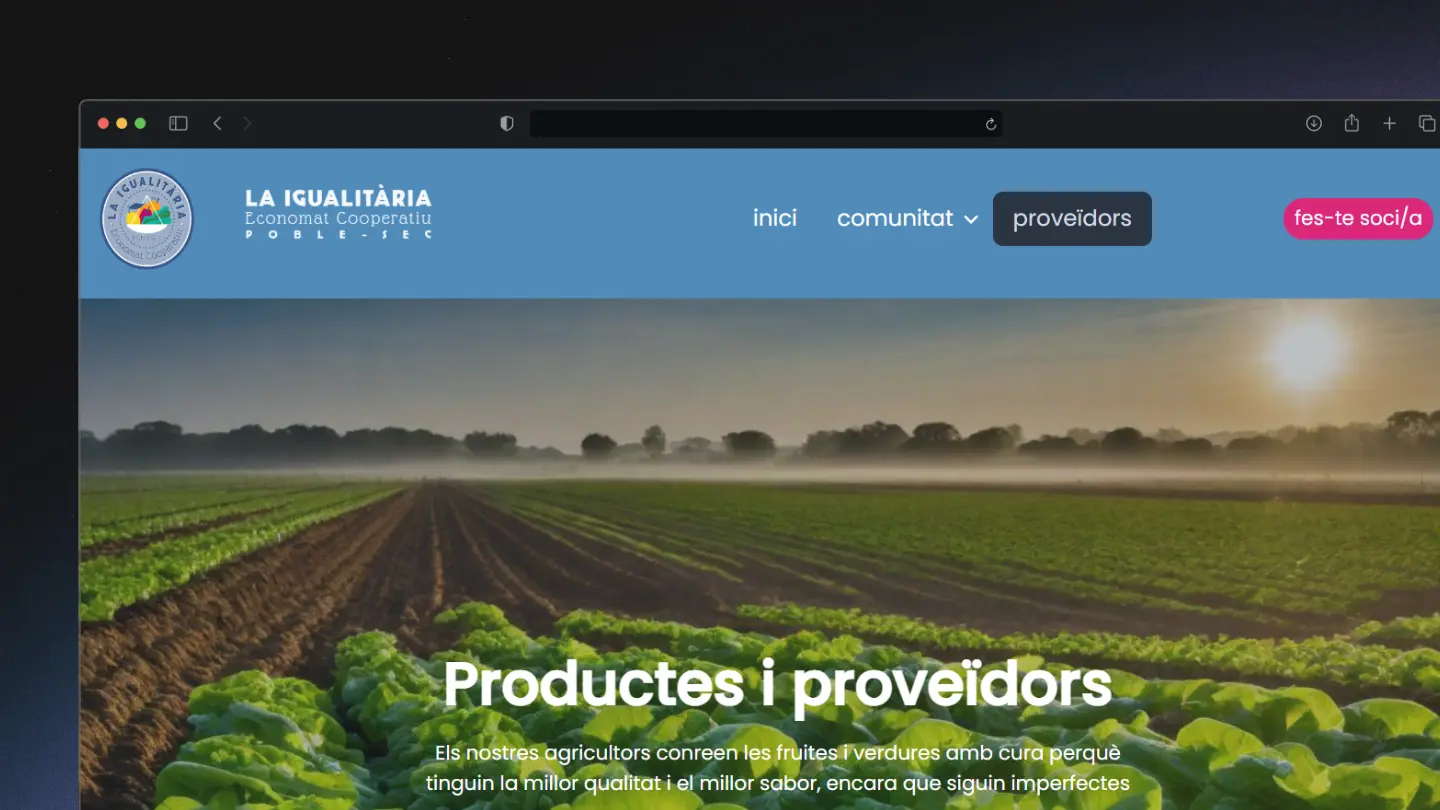 LA IGUALITÀRIA
Economat Cooperatiu
LA IGUALITÀRIA
Economat Cooperatiu
POBLE-SEC
inici
comunitat
proveïdors
fes-te soci/a
Productes i proveïdors
Els nostres agricultors conreen les fruites i verdures amb cura perquè
tinguin la millor qualitat i el millor sabor, encara que siguin imperfectes